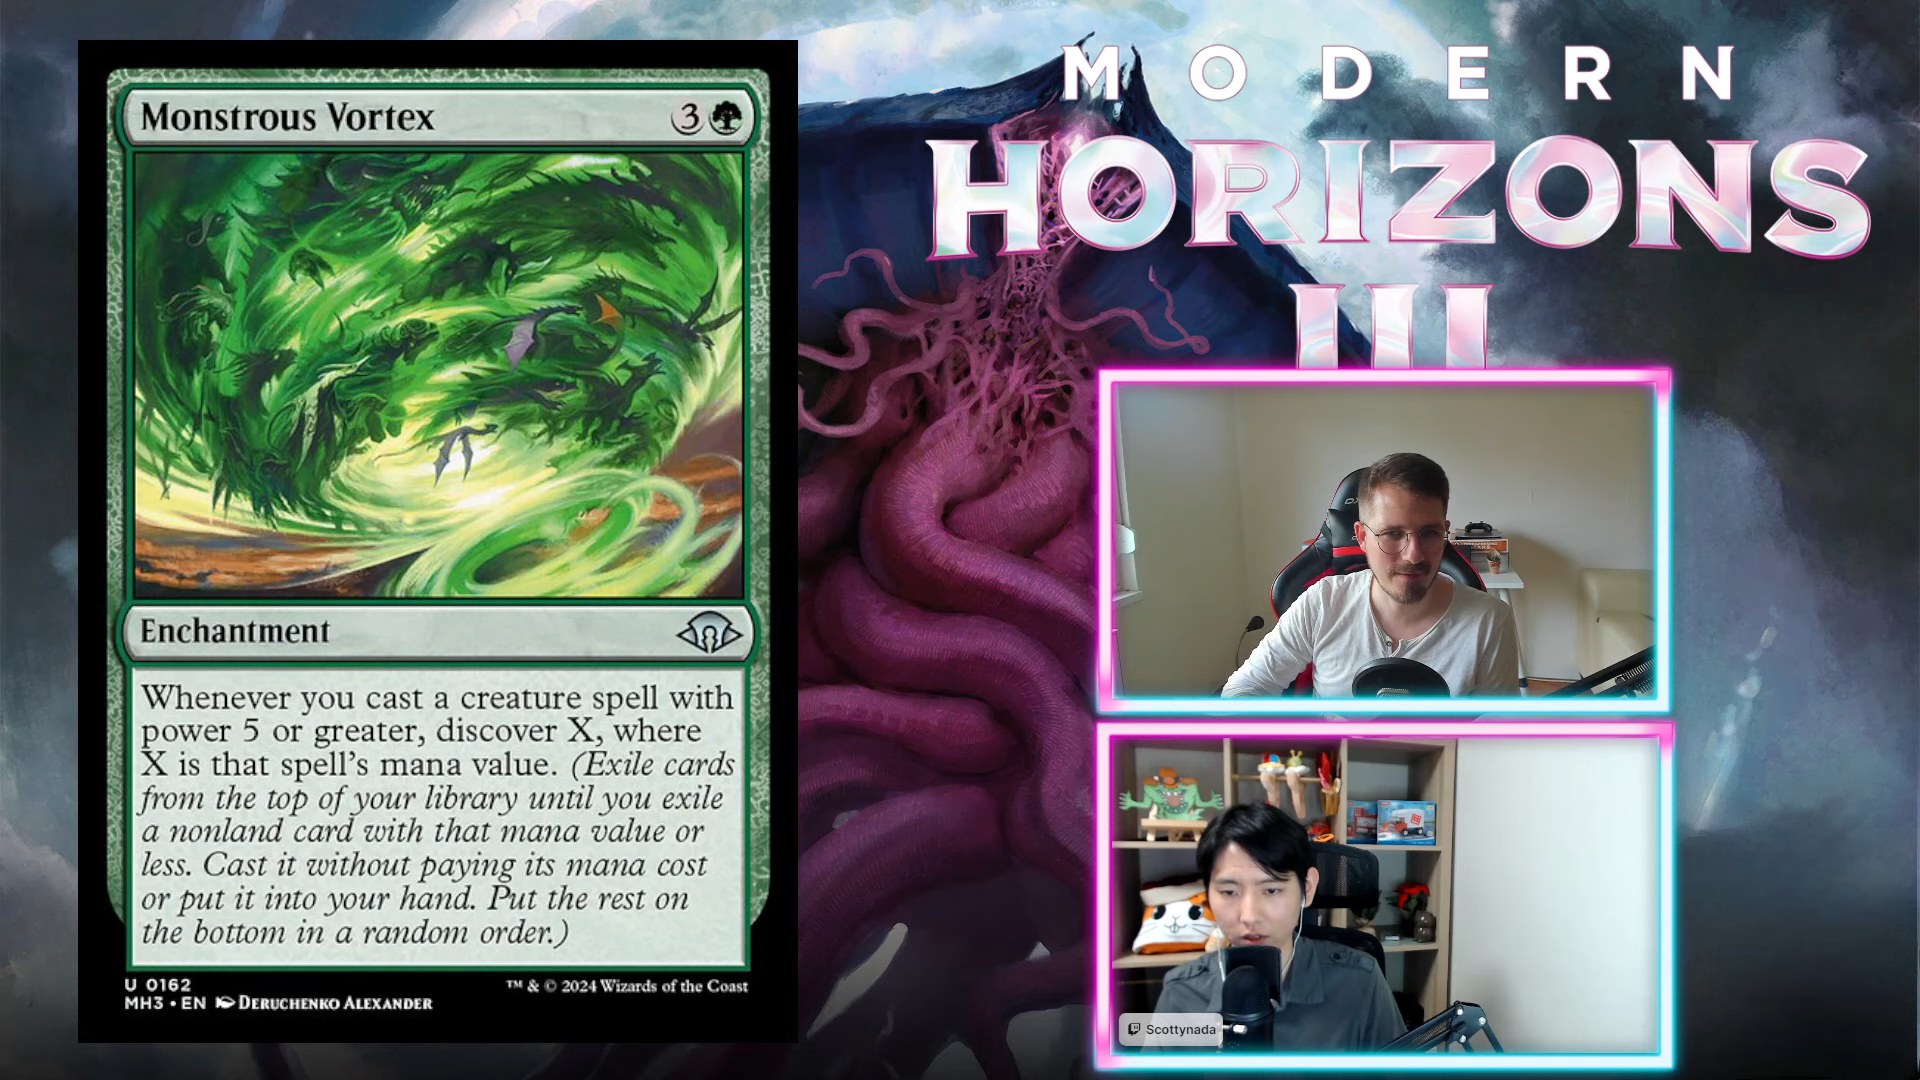 Monstrous Vortex
3
Enchantment
Whenever you cast a creature spell with
power 5 or greater, discover X, where
X is that spell's mana value. (Exile cards
from the top of your library until you exile
a nonland card with that mana value or
less. Cast it without paying its mana cost
or put it into your hand. Put the rest on
the bottom in a random order.)
U 0162
MH3 • EN DERUCHENKO ALEXANDER
™ & © 2024 Wizards of the Coast
MODERN
HORIZONS
III
Scottynada